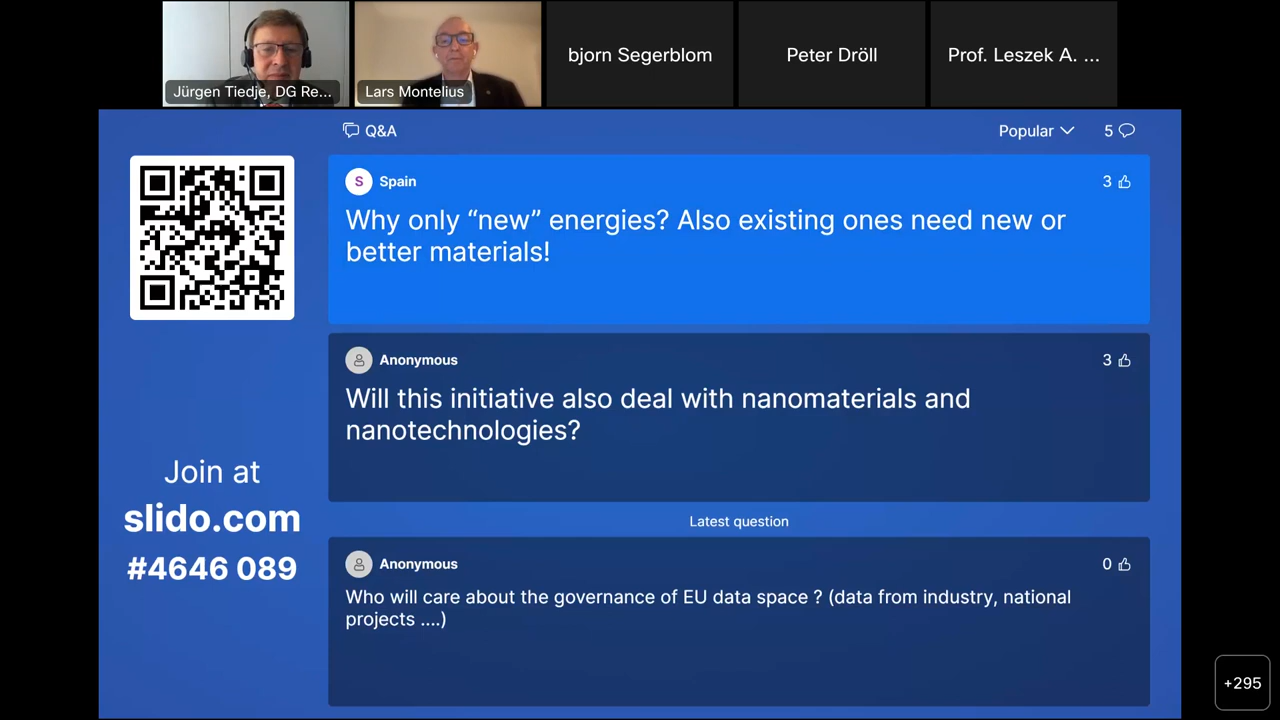 Jürgen Tiedje, DG Re...
Lars Montelius
bjorn Segerblom
Peter Dröll
Prof. Leszek A. ...
Q&A
Popular
5
S
Spain
3
Why only “new” energies? Also existing ones need new or
better materials!
Anonymous
3
Will this initiative also deal with nanomaterials and
nanotechnologies?
Join at
slido.com
#4646 089
Latest question
Anonymous
0
Who will care about the governance of EU data space ? (data from industry, national
projects ....)
+295